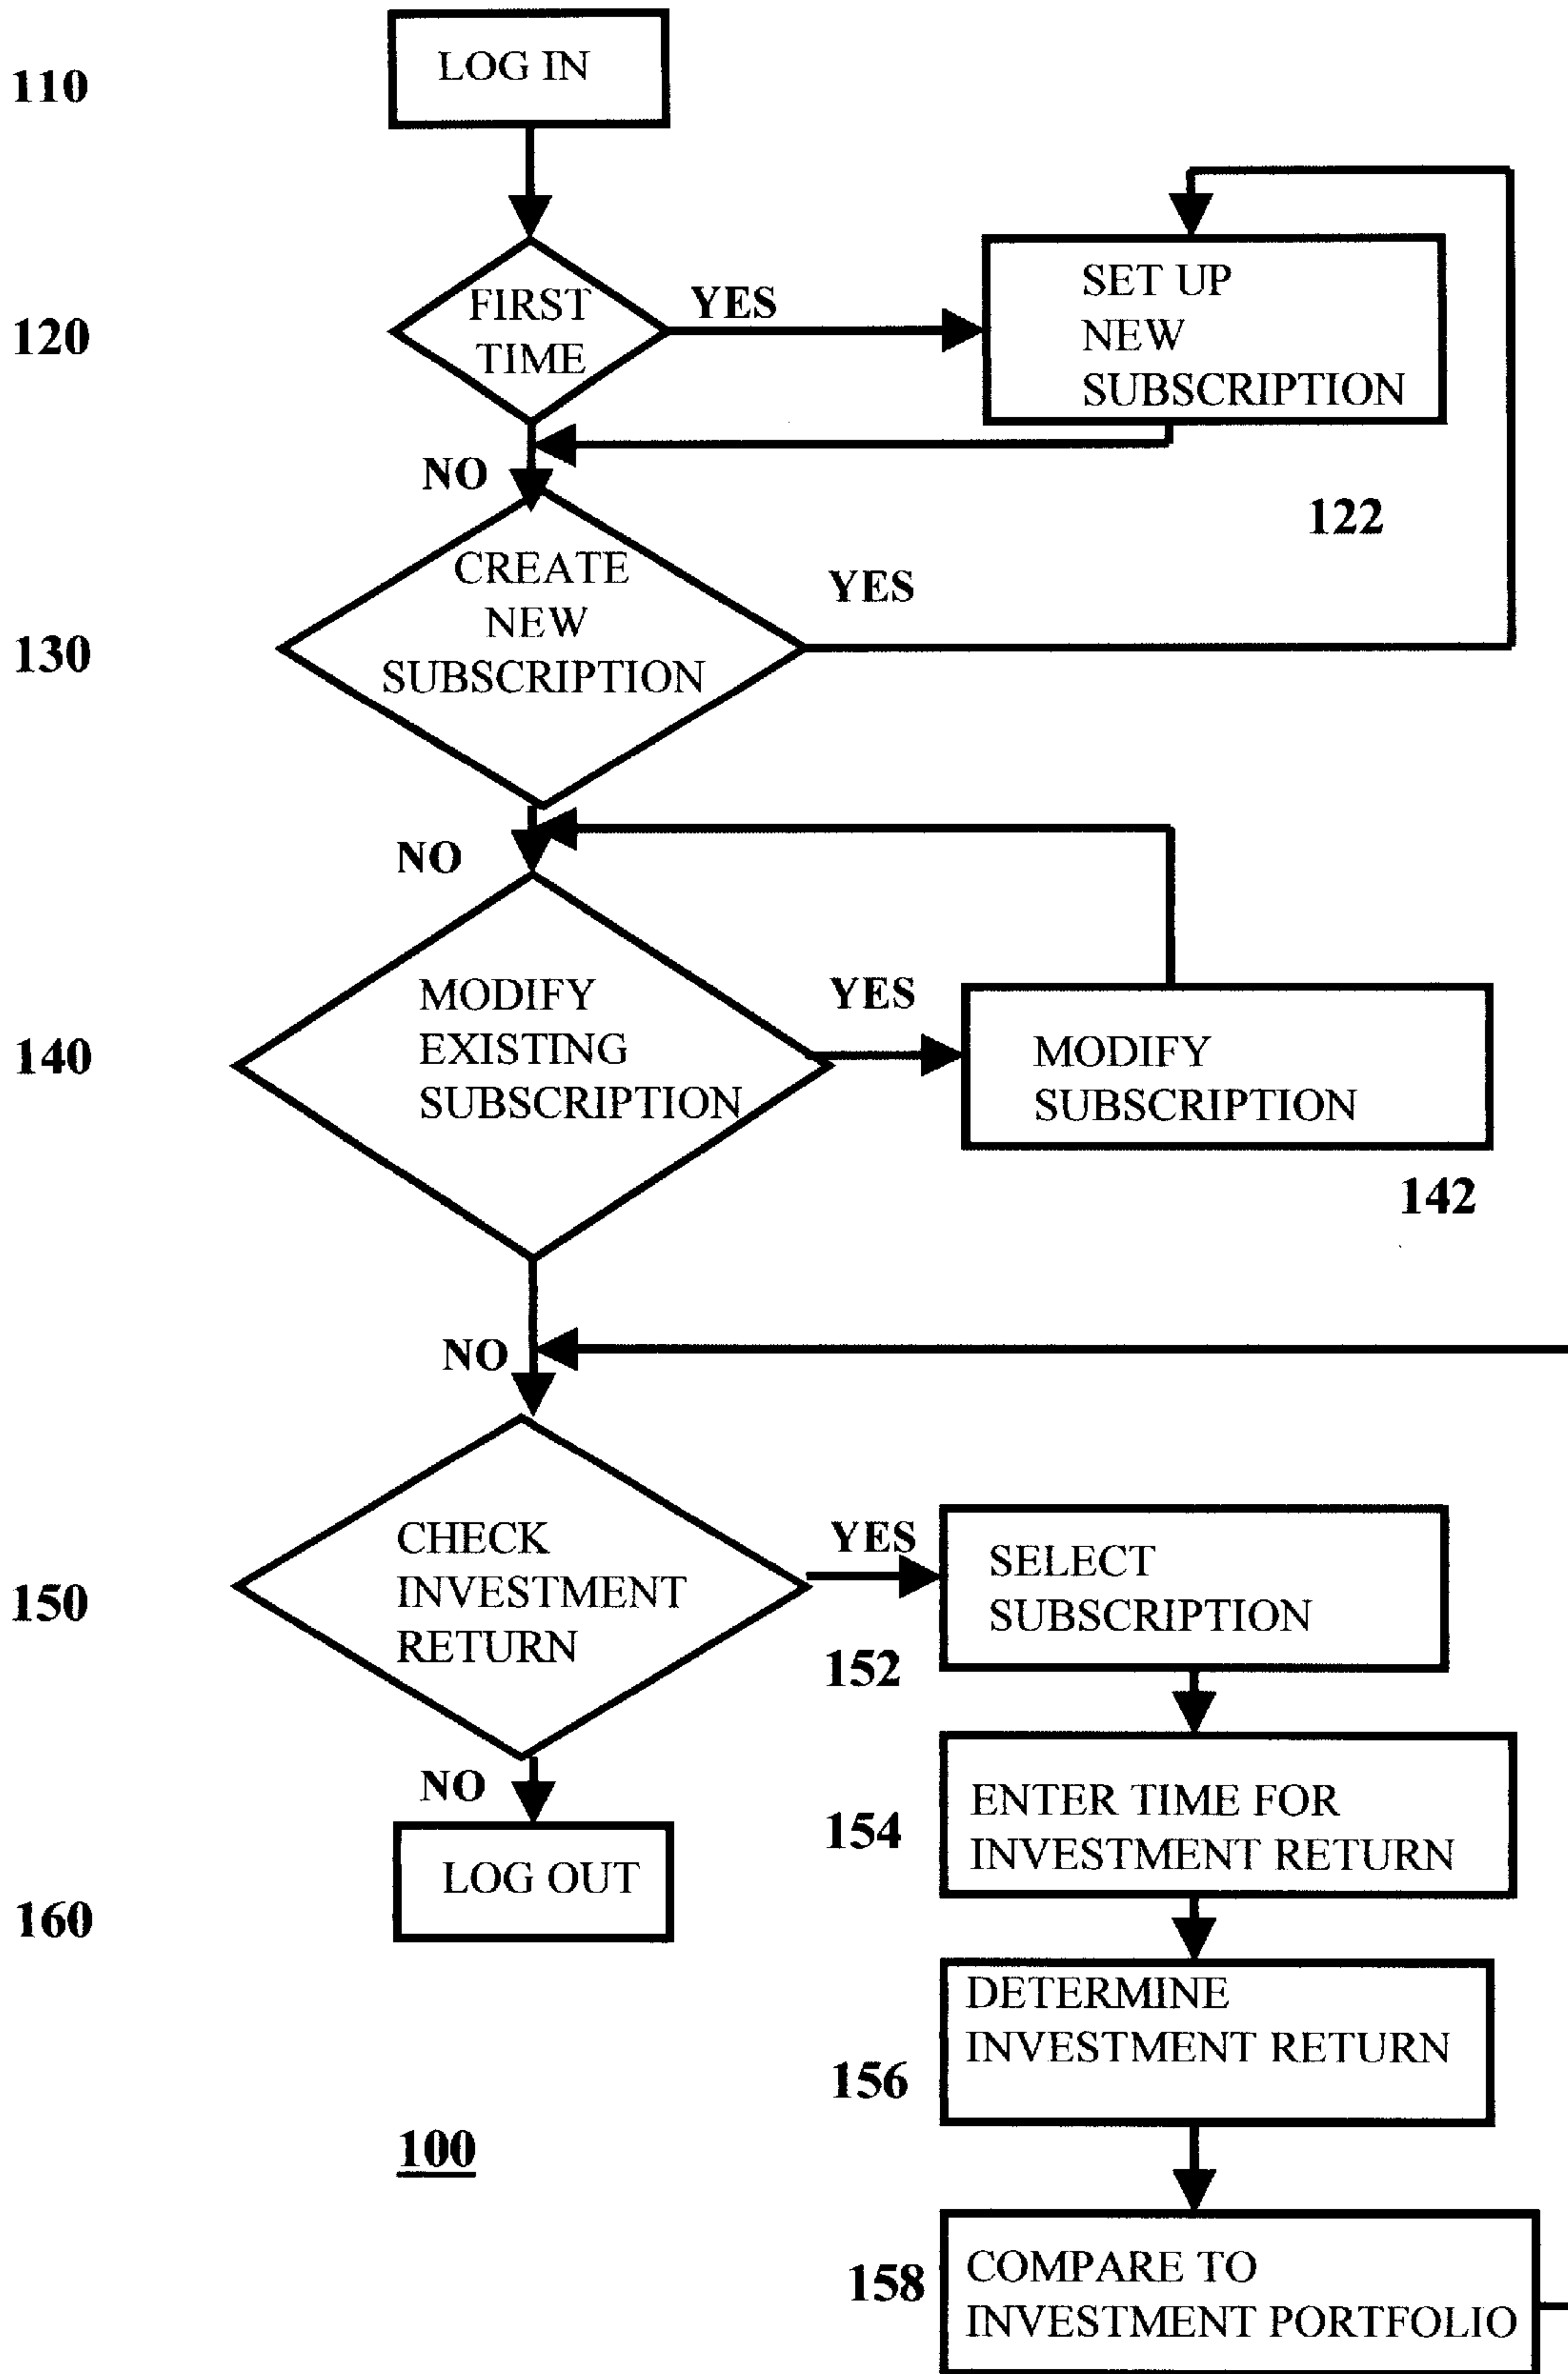 LOG IN
110
FIRST
TIME
YES
SET UP
NEW
SUBSCRIPTION
120
NO
122
CREATE
NEW
SUBSCRIPTION
YES
130
NO
MODIFY
EXISTING
SUBSCRIPTION
YES
MODIFY
SUBSCRIPTION
140
142
NO
CHECK
INVESTMENT
RETURN
YES
SELECT
SUBSCRIPTION
150
152
NO
ENTER TIME FOR
INVESTMENT RETURN
154
LOG OUT
160
DETERMINE
INVESTMENT RETURN
156
100
COMPARE TO
INVESTMENT PORTFOLIO
158